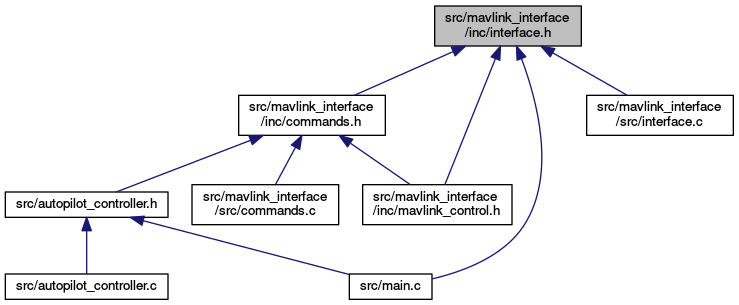 src/mavlink_interface
/inc/interface.h
src/mavlink_interface
/inc/commands.h
src/mavlink_interface
/src/interface.c
src/autopilot_controller.h
src/mavlink_interface
/src/commands.c
src/mavlink_interface
/inc/mavlink_control.h
src/autopilot_controller.c
src/main.c